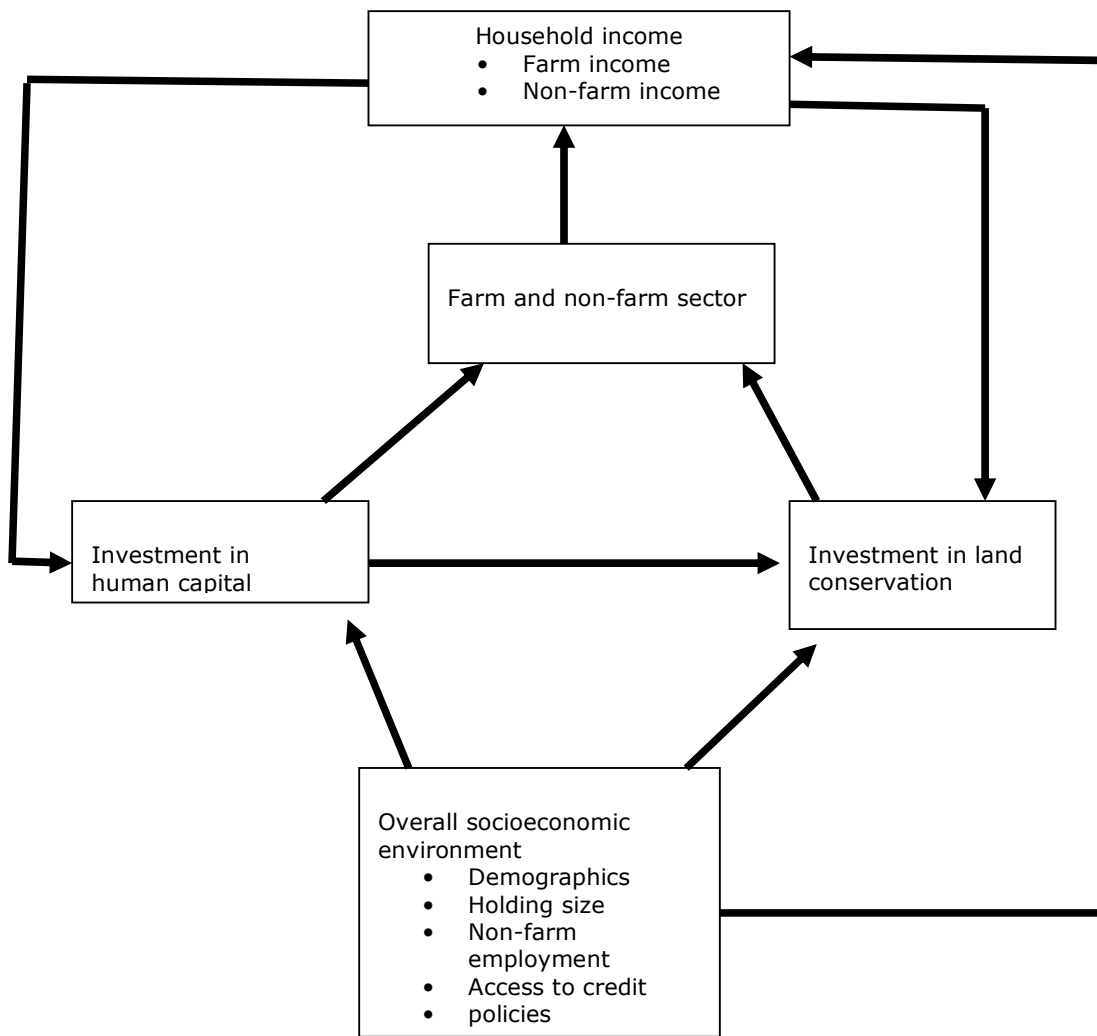 Household income
• Farm income
• Non-farm income
Farm and non-farm sector
Investment in
human capital
Investment in land
conservation
Overall socioeconomic
environment
• Demographics
• Holding size
• Non-farm
employment
• Access to credit
• policies